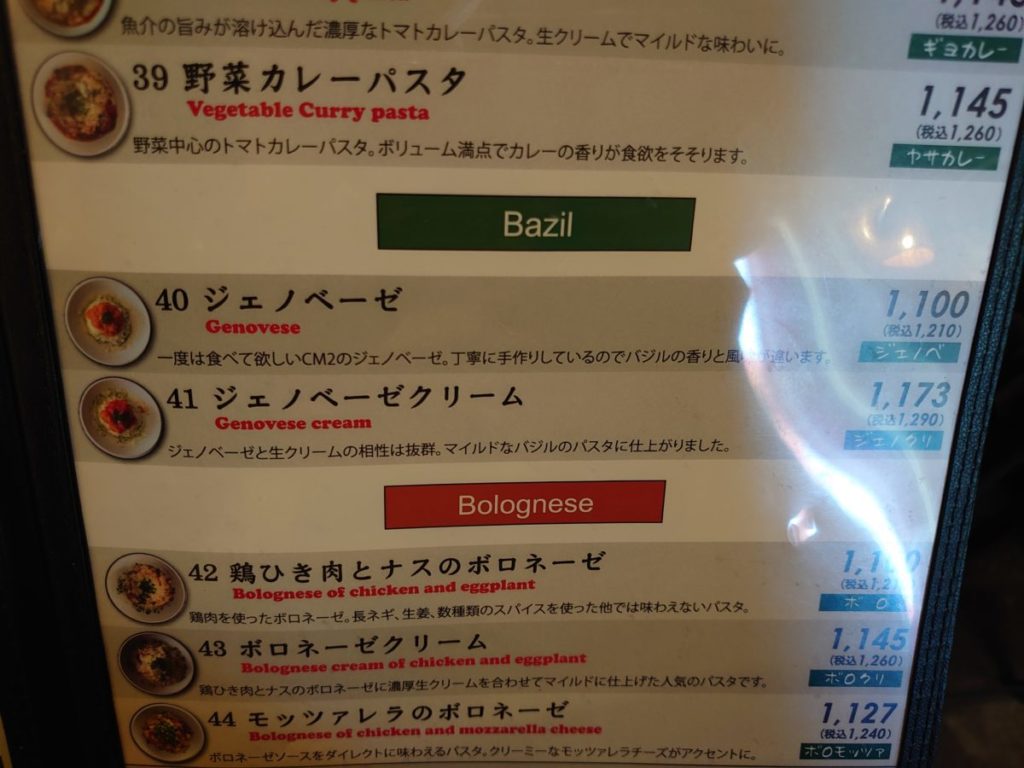 魚介の旨みが溶け込んだ濃厚なトマトカレーパスタ。生クリームでマイルドな味わいに。
(税込1,260)
ギヨカレー
39 野菜カレーパスタ
Vegetable Curry pasta
1,145
(税込1,260)
野菜中心のトマトカレーパスタ。ボリューム満点でカレーの香りが食欲をそそります。
ヤサカレー
Bazil
40 ジェノベーゼ
Genovese
1,100
(税込1,210)
一度は食べて欲しいCM2のジェノベーゼ。丁寧に手作りしているのでバジルの香りと風味が違います。
ジェノベ
41 ジェノベーゼクリーム
Genovese cream
1,173
(税込1,290)
ジェノベーゼと生クリームの相性は抜群。マイルドなバジルのパスタに仕上がりました。
ジェノクリ
Bolognese
42 鶏ひき肉とナスのボロネーゼ
Bolognese of chicken and eggplant
鶏肉を使ったボロネーゼ。長ネギ、生姜、数種類のスパイスを使った他では味わえないパスタ。
ボロ
43 ボロネーゼクリーム
Bolognese cream of chicken and eggplant
1,145
(税込1,260)
鶏ひき肉とナスのボロネーゼに濃厚生クリームを合わせてマイルドに仕上げた人気のパスタです。
ボロクリ
44 モッツァレラのボロネーゼ
Bolognese of chicken and mozzarella cheese
1,127
(税込1,240)
ボロネーゼソースをダイレクトに味わえるパスタ。クリーミーなモッツァレラチーズがアクセントに。
ボロモッツァ